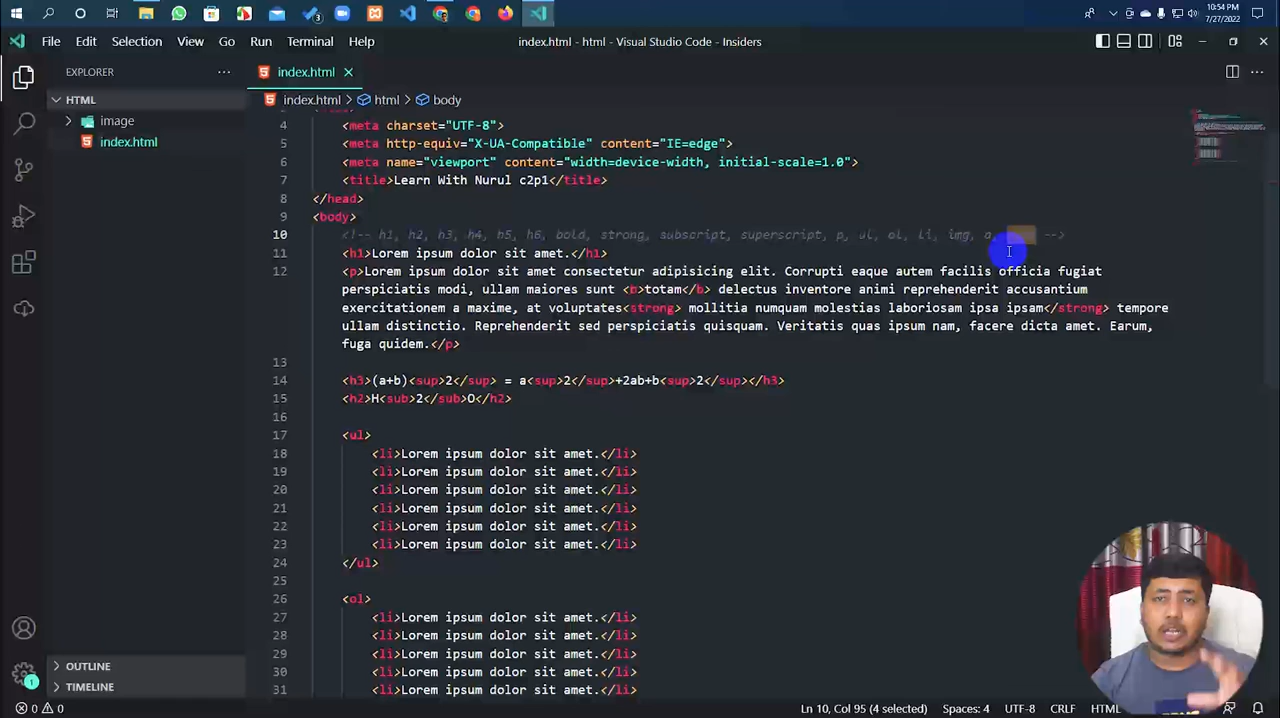 10:54 PM
7/27/2022
File Edit Selection View Go Run Terminal Help
index.html - html - Visual Studio Code - Insiders
EXPLORER
index.html
HTML
index.html > html > body
image
index.html
4 <meta charset="UTF-8">
5 <meta http-equiv="X-UA-Compatible" content="IE=edge">
6 <meta name="viewport" content="width=device-width, initial-scale=1.0">
7 <title>Learn With Nurul c2p1</title>
8 </head>
9 <body>
10 <!-- h1, h2, h3, h4, h5, h6, bold, strong, subscript, superscript, p, ul, ol, li, img, a, -->
11 <h1>Lorem ipsum dolor sit amet.</h1>
12 <p>Lorem ipsum dolor sit amet consectetur adipisicing elit. Corrupti eaque autem facilis officia fugiat
perspiciatis modi, ullam maiores sunt <b>totam</b> delectus inventore animi reprehenderit accusantium
exercitationem a maxime, at voluptates<strong> mollitia numquam molestias laboriosam ipsa ipsam</strong> tempore
ullam distinctio. Reprehenderit sed perspiciatis quisquam. Veritatis quas ipsum nam, facere dicta amet. Earum,
fuga quidem.</p>
13
14 <h3>(a+b)<sup>2</sup> = a<sup>2</sup>+2ab+b<sup>2</sup></h3>
15 <h2>H<sub>2</sub>O</h2>
16
17 <ul>
18 <li>Lorem ipsum dolor sit amet.</li>
19 <li>Lorem ipsum dolor sit amet.</li>
20 <li>Lorem ipsum dolor sit amet.</li>
21 <li>Lorem ipsum dolor sit amet.</li>
22 <li>Lorem ipsum dolor sit amet.</li>
23 <li>Lorem ipsum dolor sit amet.</li>
24 </ul>
25
26 <ol>
27 <li>Lorem ipsum dolor sit amet.</li>
28 <li>Lorem ipsum dolor sit amet.</li>
29 <li>Lorem ipsum dolor sit amet.</li>
30 <li>Lorem ipsum dolor sit amet.</li>
31 <li>Lorem ipsum dolor sit amet.</li>
OUTLINE
TIMELINE
1
0 0 Ln 10, Col 95 (4 selected) Spaces: 4 UTF-8 CRLF HTML